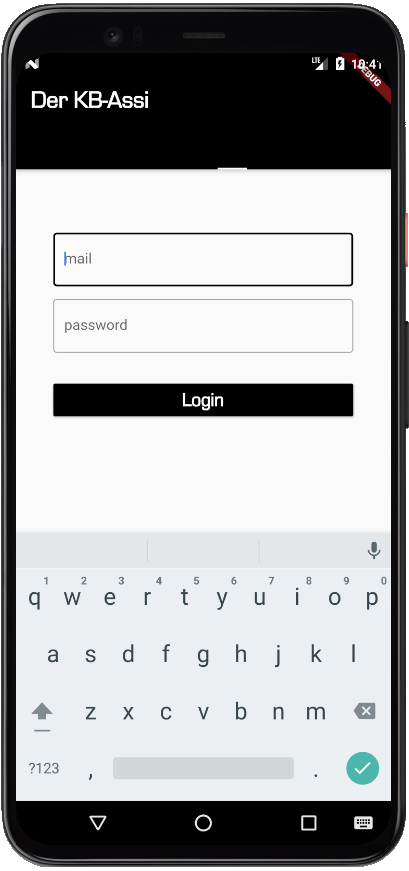 LTE 18:41
DEBUG
Der KB-Assi
mail
password
Login
1 2 3 4 5 6 7 8 9 0
q w e r t y u i o p
a s d f g h j k l
z x c v b n m
?123 , .